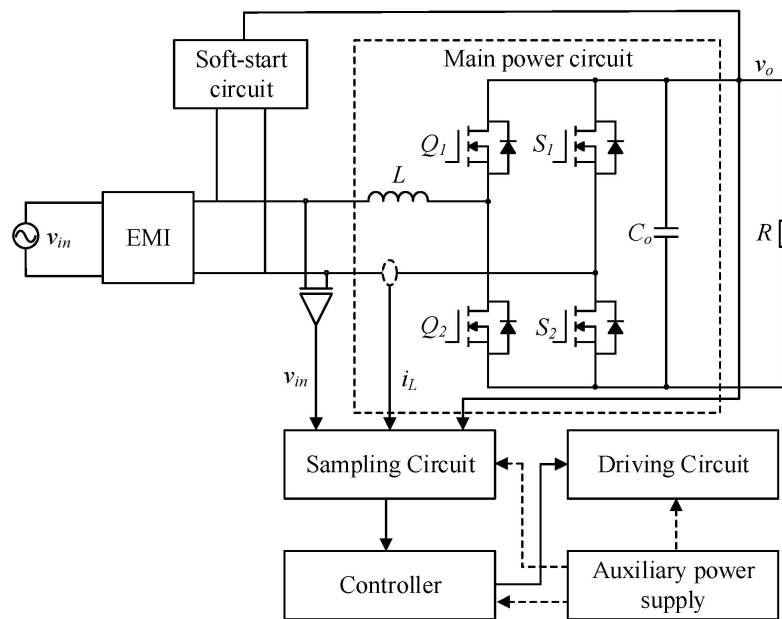 Soft-start
circuit
Main power circuit
v_o
Q_1
S_1
L
v_in
EMI
C_o
R
Q_2
S_2
v_in
i_L
Sampling Circuit
Driving Circuit
Controller
Auxiliary power
supply